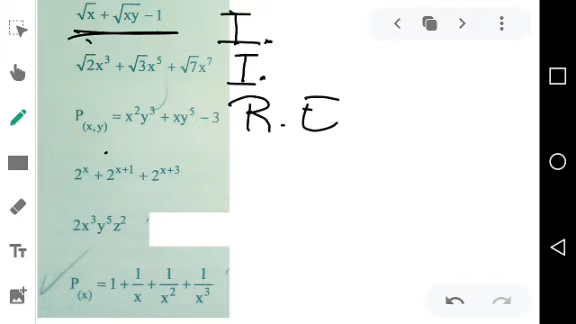 √x + √xy − 1 I.
√2x³ + √3x⁵ + √7x⁷ I.
P(x,y) = x²y³ + xy⁵ − 3 R. E
2ˣ + 2ˣ⁺¹ + 2ˣ⁺³
2x³y⁵z²
P(x) = 1 + 1/x + 1/x² + 1/x³
Tt